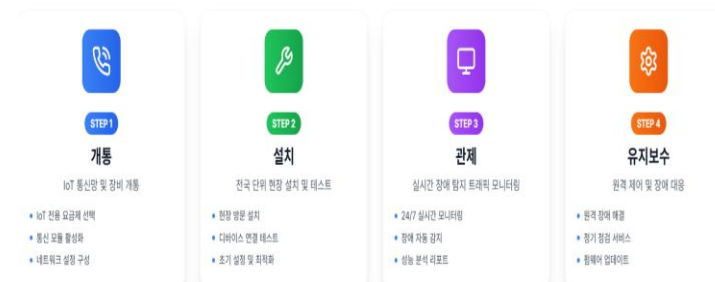 STEP 1
개통
IoT 통신망 및 장비 개통
IoT 전용 요금제 선택
통신 모듈 활성화
네트워크 설정 구성
STEP 2
설치
전국 단위 현장 설치 및 테스트
현장 방문 설치
디바이스 연결 테스트
초기 설정 및 최적화
STEP 3
관제
실시간 장애 탐지 트래픽 모니터링
24/7 실시간 모니터링
장애 자동 감지
성능 분석 리포트
STEP 4
유지보수
원격 제어 및 장애 대응
원격 장애 해결
정기 점검 서비스
펌웨어 업데이트